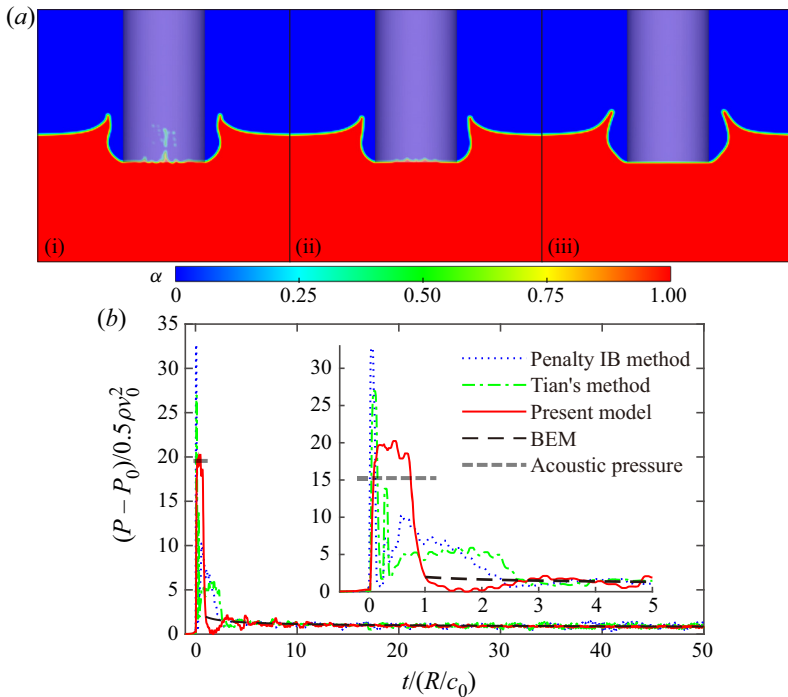 (a)
(i) (ii) (iii)
α
0 0.25 0.50 0.75 1.00
(b)
(P – P0)/0.5ρv0²
35
30
25
20
15
10
5
0
0 10 20 30 40 50
t/(R/c0)
30
25
20
15
10
5
0
0 1 2 3 4 5
Penalty IB method
Tian's method
Present model
BEM
Acoustic pressure